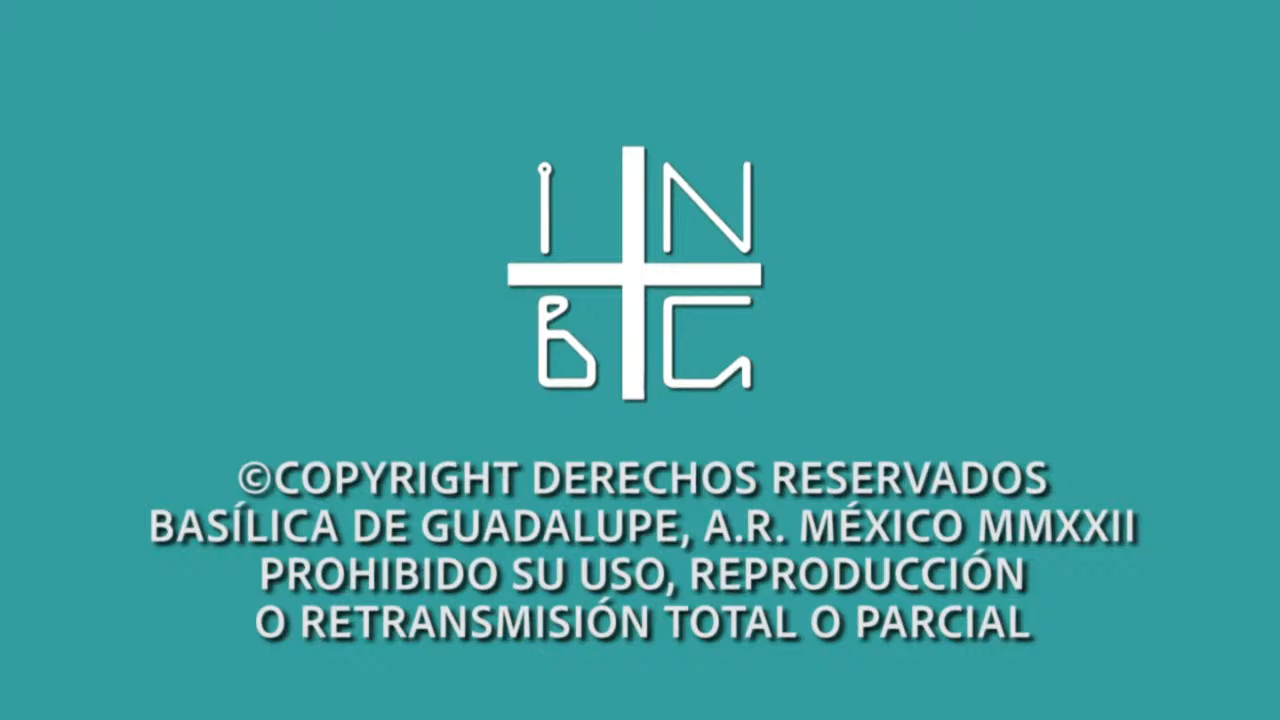 I N
B G
©COPYRIGHT DERECHOS RESERVADOS
BASÍLICA DE GUADALUPE, A.R. MÉXICO MMXXII
PROHIBIDO SU USO, REPRODUCCIÓN
O RETRANSMISIÓN TOTAL O PARCIAL